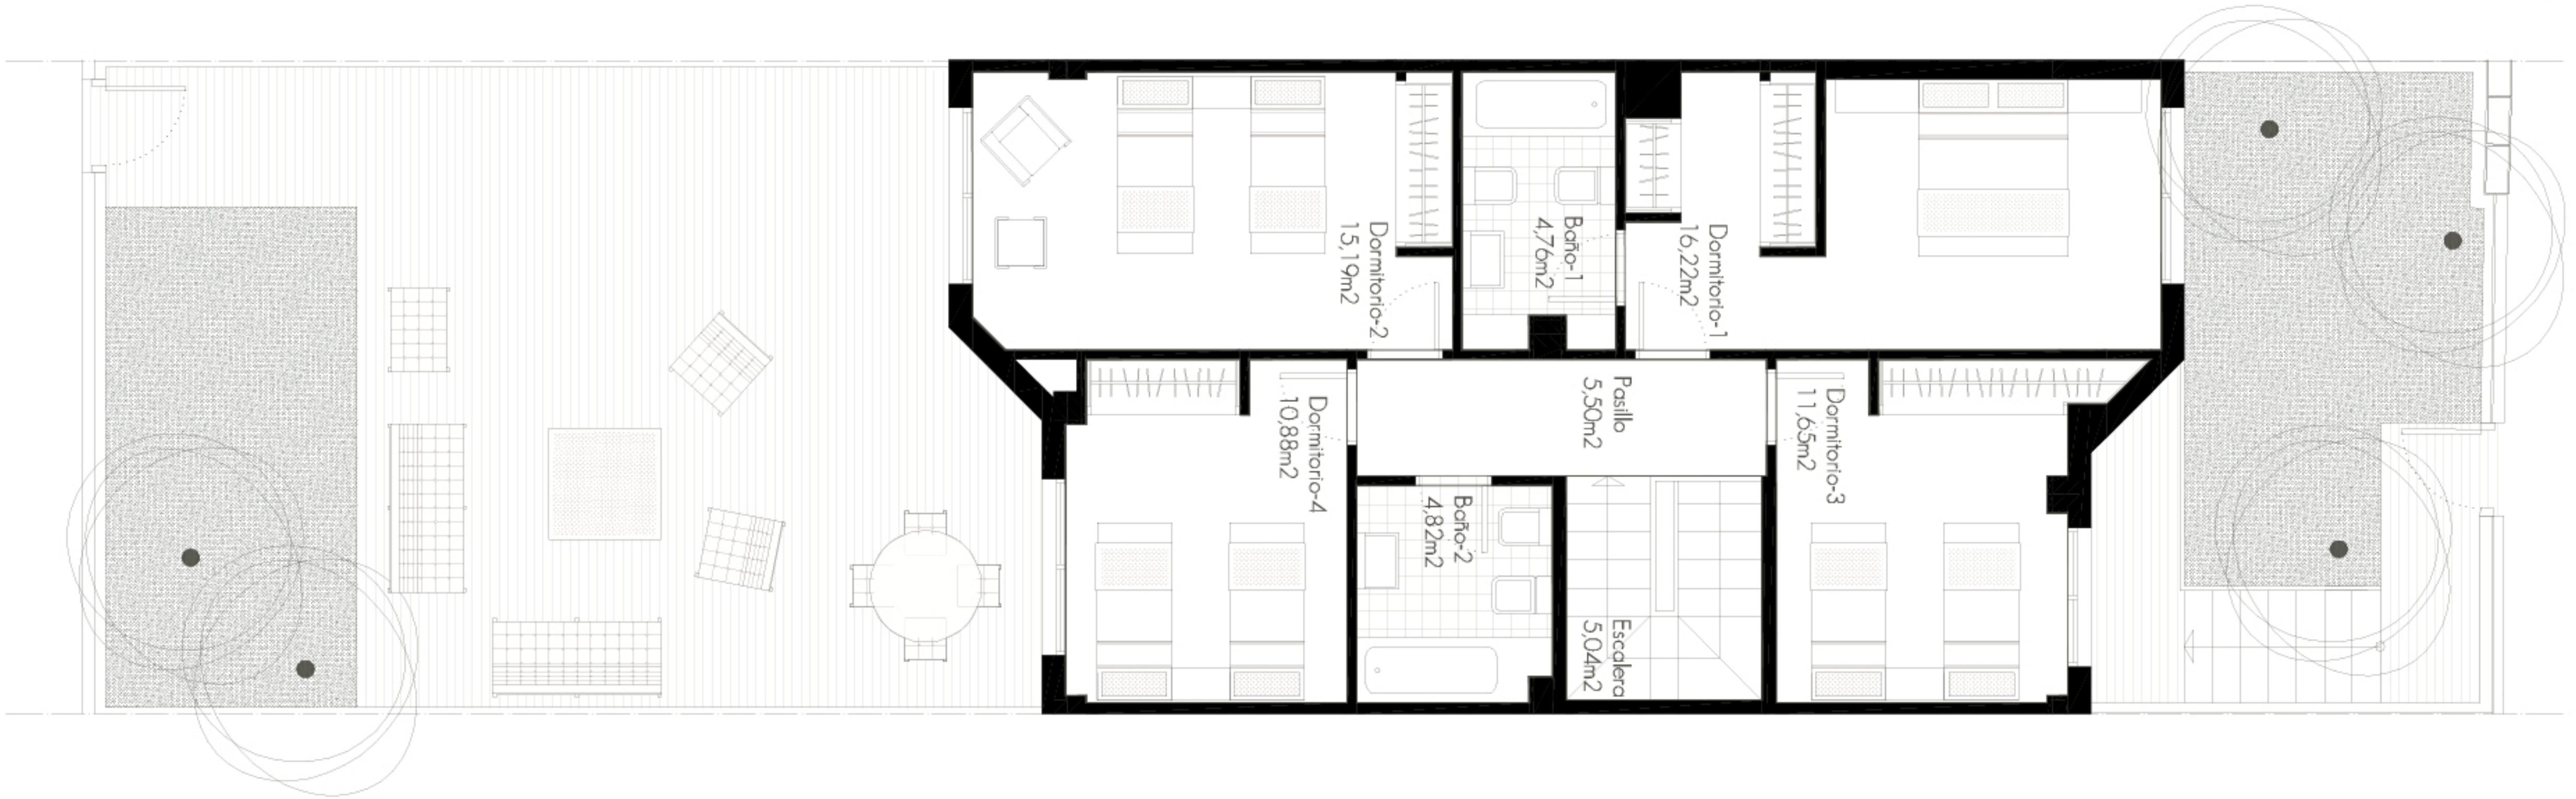 Dormitorio-2
15,19m2
Baño-1
4,76m2
Dormitorio-1
16,22m2
Dormitorio-4
10,88m2
Pasillo
5,50m2
Dormitorio-3
11,65m2
Baño-2
4,82m2
Escalera
5,04m2